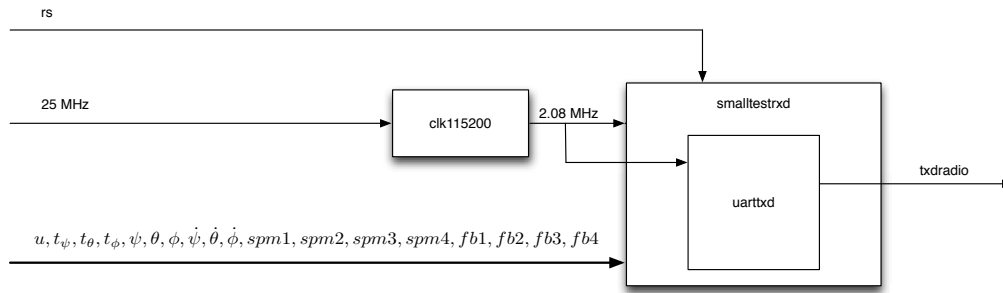 rs
25 MHz
clk115200
2.08 MHz
smalltestrxd
uarttxd
txdradio
u, t_ψ, t_θ, t_ϕ, ψ, θ, ϕ, ψ̇, θ̇, ϕ̇, spm1, spm2, spm3, spm4, fb1, fb2, fb3, fb4